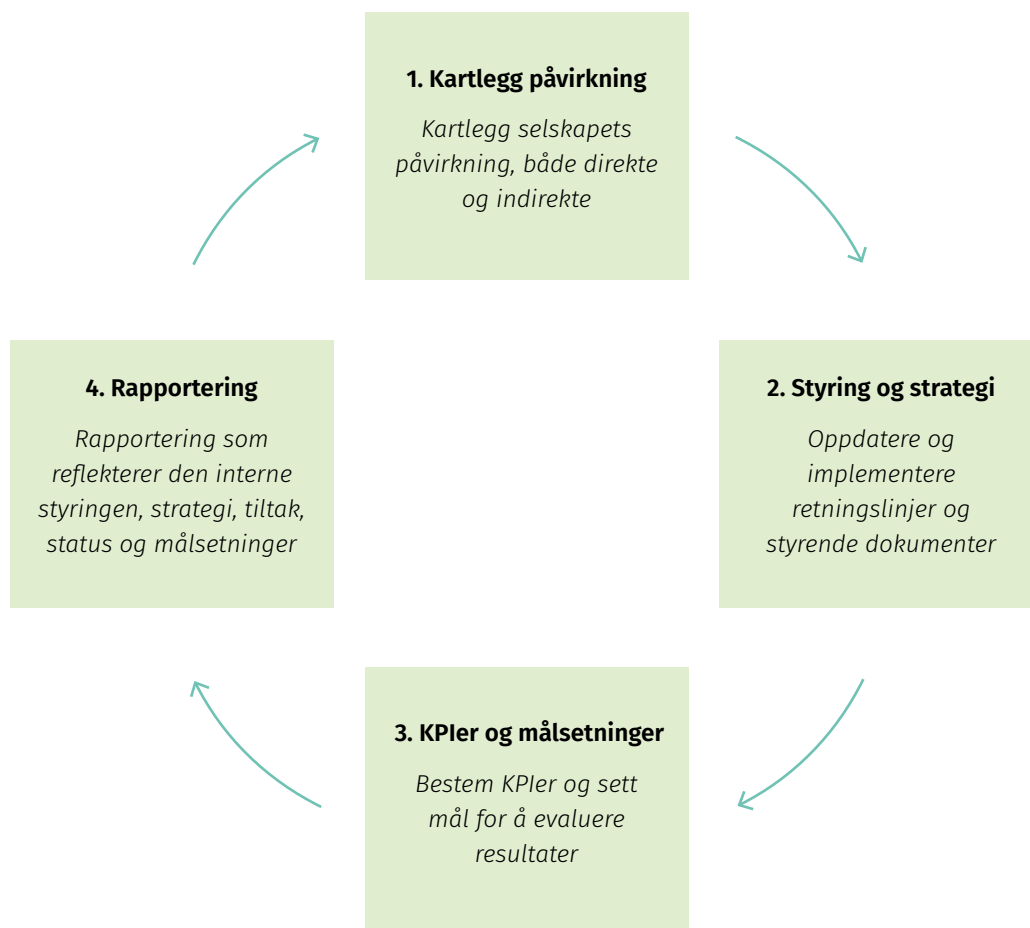 1. Kartlegg påvirkning
Kartlegg selskapets
påvirkning, både direkte
og indirekte
2. Styring og strategi
Oppdatere og
implementere
retningslinjer og
styrende dokumenter
3. KPIer og målsetninger
Bestem KPIer og sett
mål for å evaluere
resultater
4. Rapportering
Rapportering som
reflekterer den interne
styringen, strategi, tiltak,
status og målsetninger